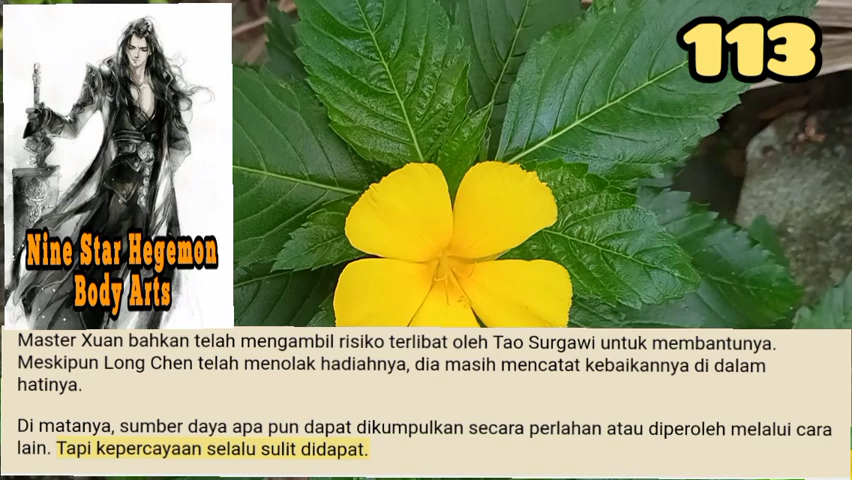 113
Nine Star Hegemon
Body Arts
Master Xuan bahkan telah mengambil risiko terlibat oleh Tao Surgawi untuk membantunya.
Meskipun Long Chen telah menolak hadiahnya, dia masih mencatat kebaikannya di dalam
hatinya.
Di matanya, sumber daya apa pun dapat dikumpulkan secara perlahan atau diperoleh melalui cara
lain. Tapi kepercayaan selalu sulit didapat.